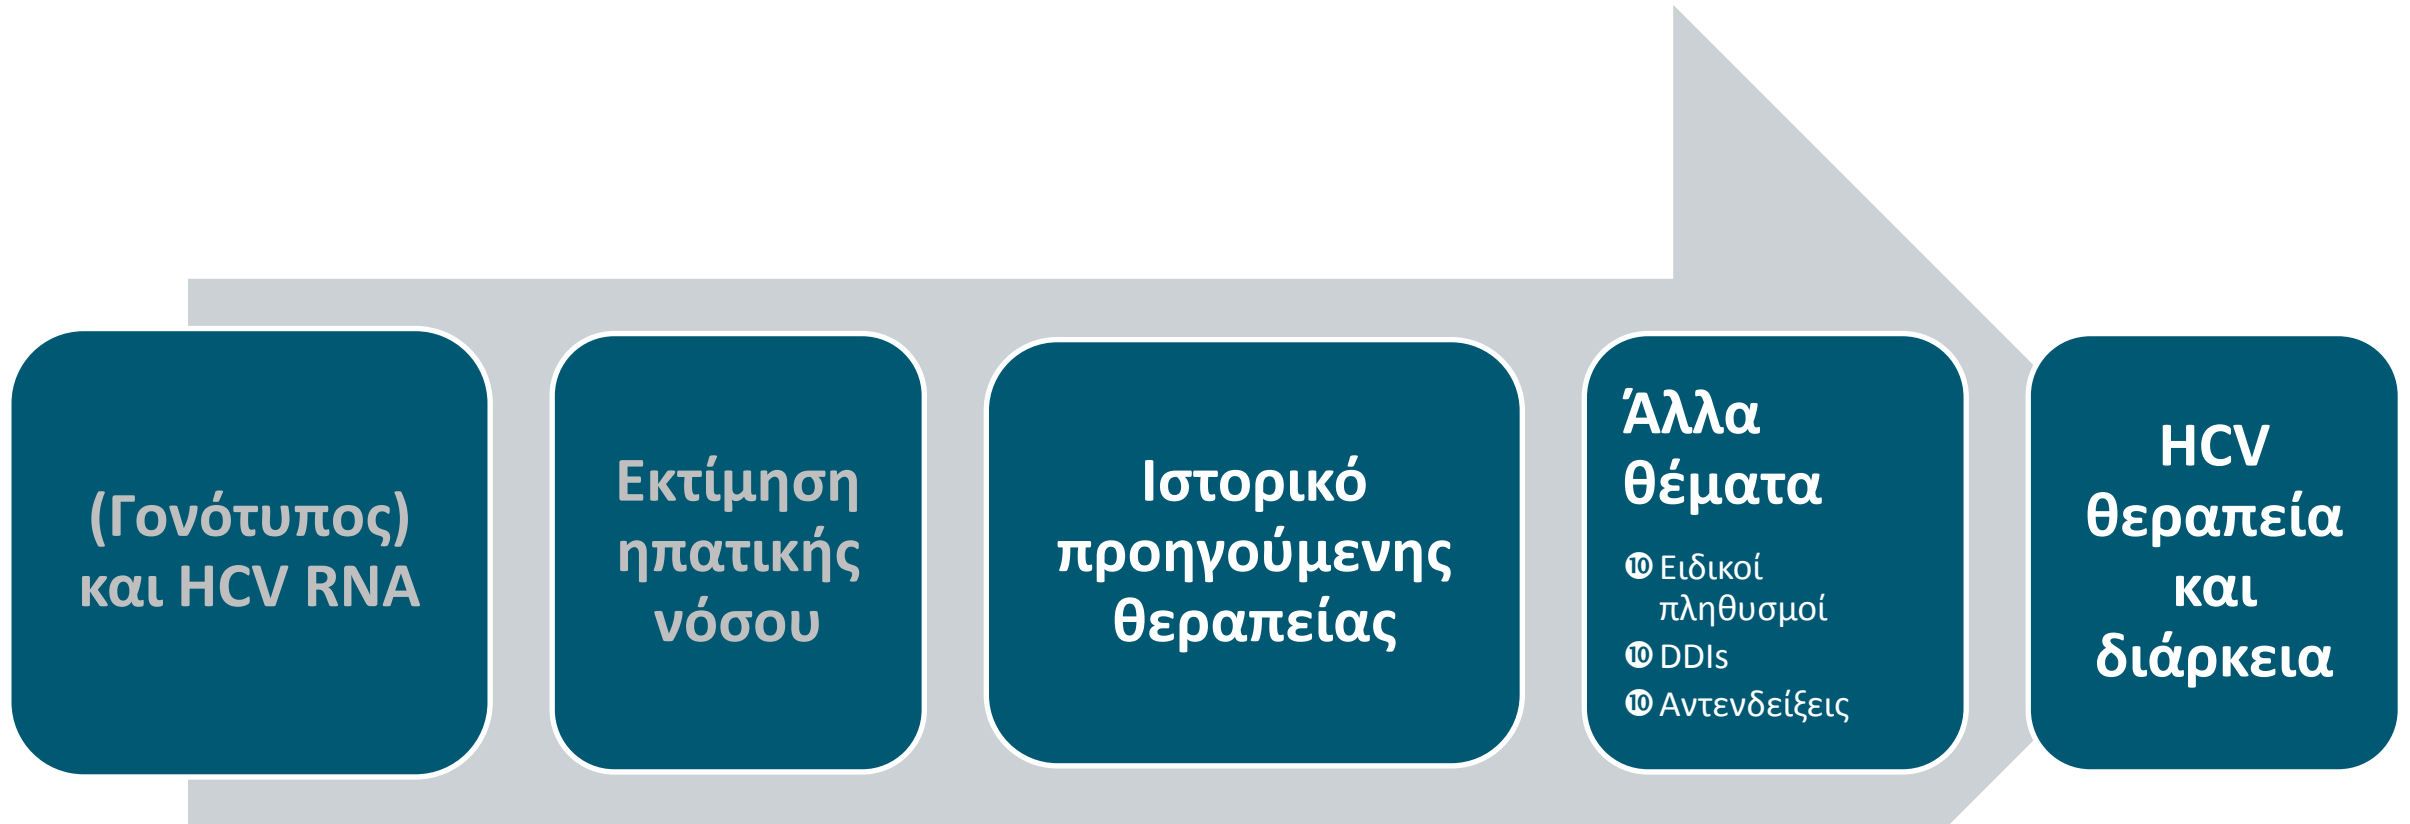 (Γονότυπος)
και HCV RNA
Εκτίμηση
ηπατικής
νόσου
Ιστορικό
προηγούμενης
θεραπείας
Άλλα
θέματα
❿ Ειδικοί
πληθυσμοί
❿ DDIs
❿ Αντενδείξεις
HCV
θεραπεία
και
διάρκεια